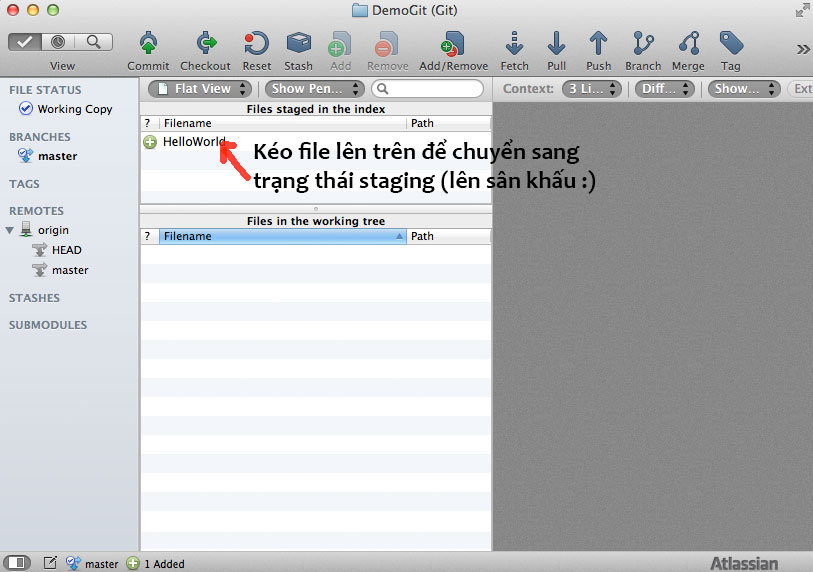 DemoGit (Git)
View
Commit
Checkout
Reset
Stash
Add
Remove
Add/Remove
Fetch
Pull
Push
Branch
Merge
Tag
FILE STATUS
Working Copy
BRANCHES
master
TAGS
REMOTES
origin
HEAD
master
STASHES
SUBMODULES
Flat View
Show Pen...
Context:
3 Li...
Diff...
Show...
Ext
Files staged in the index
? Filename Path
HelloWorld
Kéo file lên trên để chuyển sang
trạng thái staging (lên sân khấu :)
Files in the working tree
? Filename Path
master
1 Added
Atlassian